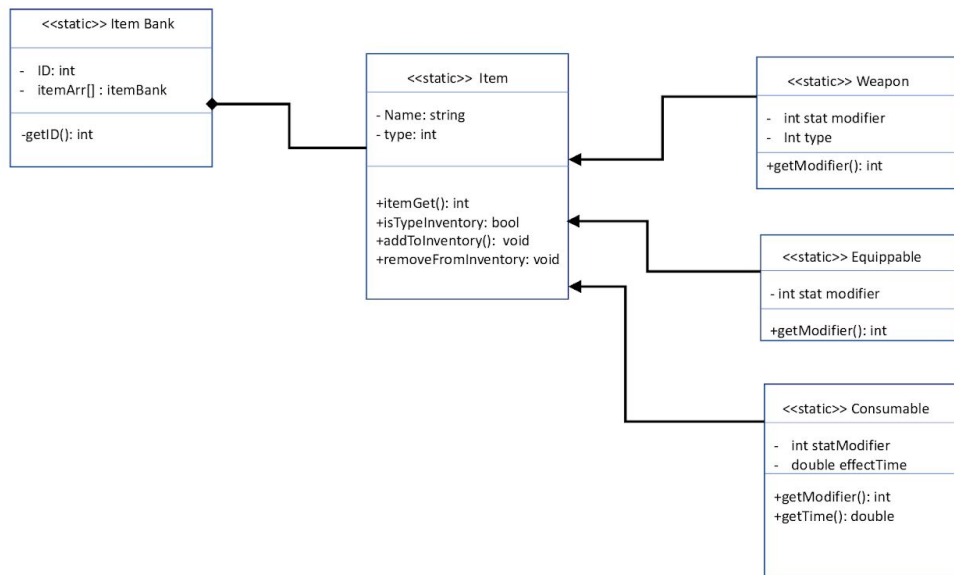 <<static>> Item Bank
- ID: int
- itemArr[] : itemBank
-getID(): int
<<static>> Item
- Name: string
- type: int
+itemGet(): int
+isTypeInventory: bool
+addToInventory(): void
+removeFromInventory: void
<<static>> Weapon
- int stat modifier
- Int type
+getModifier(): int
<<static>> Equippable
- int stat modifier
+getModifier(): int
<<static>> Consumable
- int statModifier
- double effectTime
+getModifier(): int
+getTime(): double